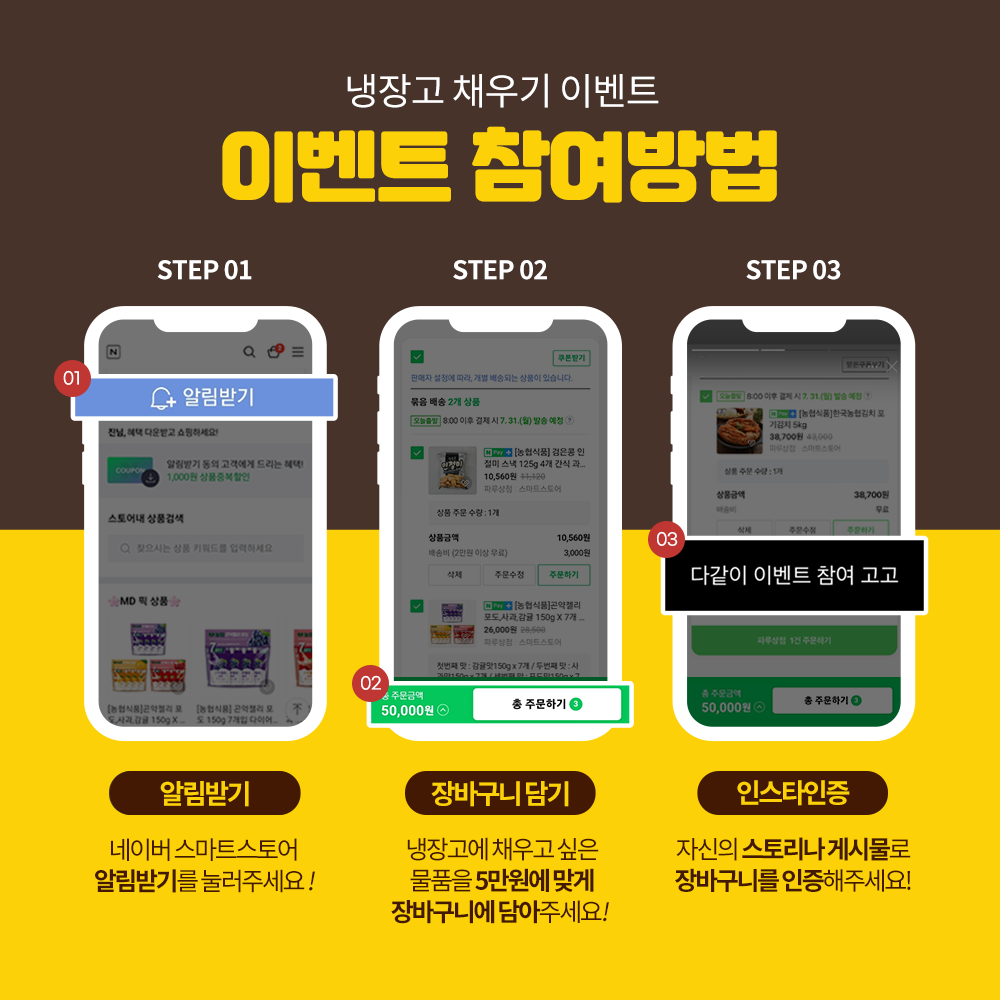 냉장고 채우기 이벤트
이벤트 참여방법
STEP 01
STEP 02
STEP 03
N
2
01
알림받기
진님, 혜택 다운받고 쇼핑하세요!
COUPON
알림받기 동의 고객에게 드리는 혜택!
1,000원 상품중복할인
스토어내 상품검색
찾으시는 상품 키워드를 입력하세요
MD 픽 상품
[농협식품]곤약젤리 포
도,사과,감귤 150g X ...
[농협식품]곤약젤리 포
도 150g 7개입 다이어...
쿠폰받기
판매자 설정에 따라, 개별 배송되는 상품이 있습니다.
묶음 배송 2개 상품
오늘출발 8:00 이후 결제 시 7. 31.(월) 발송 예정 ?
N Pay + [농협식품] 검은콩 인
절미 스낵 125g 4개 간식 과...
10,560원 11,120
파루상점 | 스마트스토어
상품 주문 수량 : 1개
상품금액 10,560원
배송비 (2만원 이상 무료) 3,000원
삭제 주문수정 주문하기
N Pay + [농협식품]곤약젤리
포도,사과,감귤 150g X 7개 ...
26,000원 28,500
파루상점 | 스마트스토어
첫번째 맛 : 감귤맛150g x 7개 / 두번째 맛 : 사
과맛150g x 7개 / 세번째 맛 : 포도맛150g x 7
02
총 주문금액
50,000원
총 주문하기 3
받은쿠폰보기
오늘출발 8:00 이후 결제 시 7. 31.(월) 발송 예정 ?
N Pay + [농협식품]한국농협김치 포
기김치 5kg
38,700원 43,000
파루상점 | 스마트스토어
상품 주문 수량 : 1개
상품금액 38,700원
배송비 무료
삭제 주문수정 주문하기
03
다같이 이벤트 참여 고고
파루상점 1건 주문하기
총 주문금액
50,000원
총 주문하기 3
알림받기
네이버 스마트스토어
알림받기를 눌러주세요 !
장바구니 담기
냉장고에 채우고 싶은
물품을 5만원에 맞게
장바구니에 담아주세요!
인스타인증
자신의 스토리나 게시물로
장바구니를 인증해주세요!